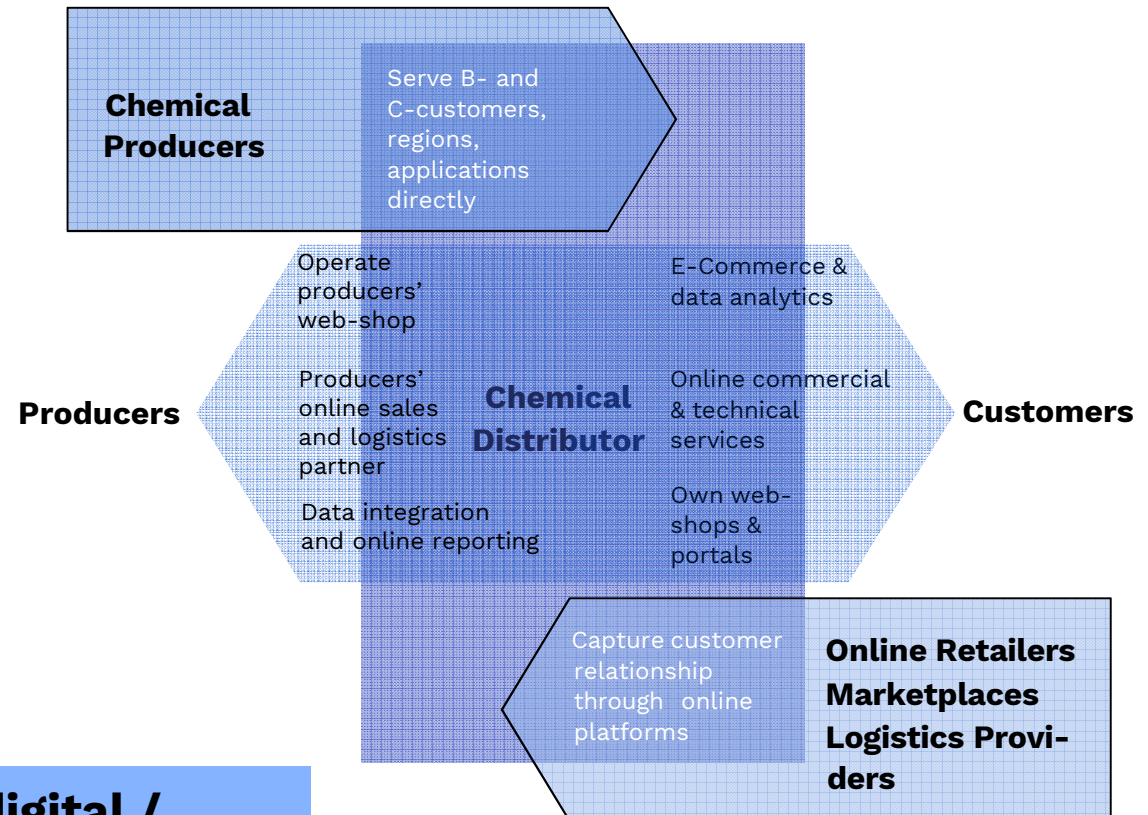 Chemical
Producers
Serve B- and
C-customers,
regions,
applications
directly
Operate
producers’
web-shop
E-Commerce &
data analytics
Producers
Producers’
online sales
and logistics
partner
Chemical
Distributor
Online commercial
& technical
services
Customers
Data integration
and online reporting
Own web-
shops &
portals
Capture customer
relationship
through online
platforms
Online Retailers
Marketplaces
Logistics Provi-
ders
digital /